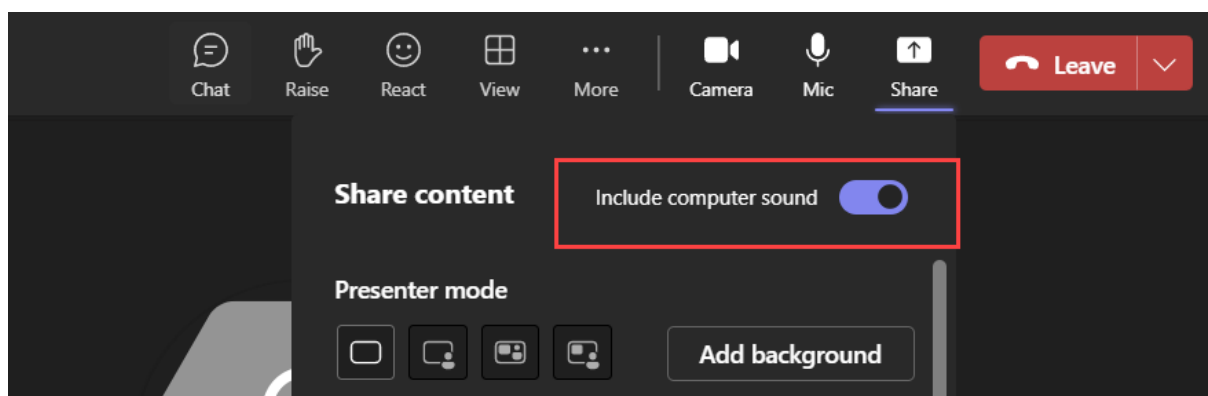 Chat Raise React View More Camera Mic Share Leave
Share content Include computer sound
Presenter mode
Add background